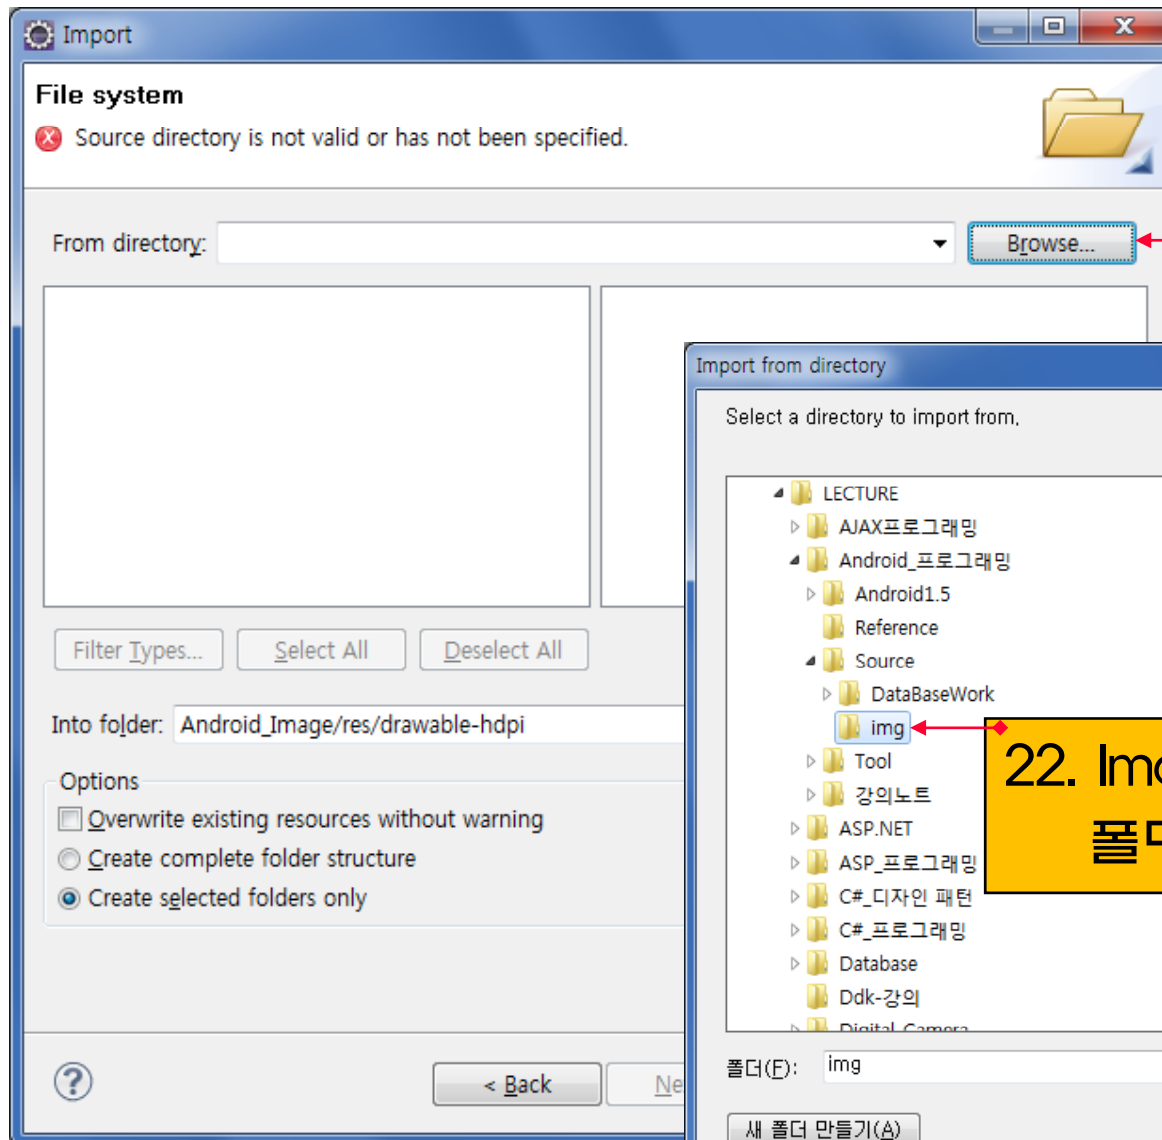 Import
File system
Source directory is not valid or has not been specified.
From directory:
Browse...
Import from directory
Select a directory to import from.
LECTURE
AJAX프로그래밍
Android_프로그래밍
Android1.5
Reference
Source
DataBaseWork
img
Tool
강의노트
ASP.NET
ASP_프로그래밍
C#_디자인 패턴
C#_프로그래밍
Database
Ddk-강의
Digital Camera
22.
Filter Types...
Select All
Deselect All
Into folder: Android_Image/res/drawable-hdpi
Options
Overwrite existing resources without warning
Create complete folder structure
Create selected folders only
폴더(F): img
새 폴더 만들기(A)
< Back